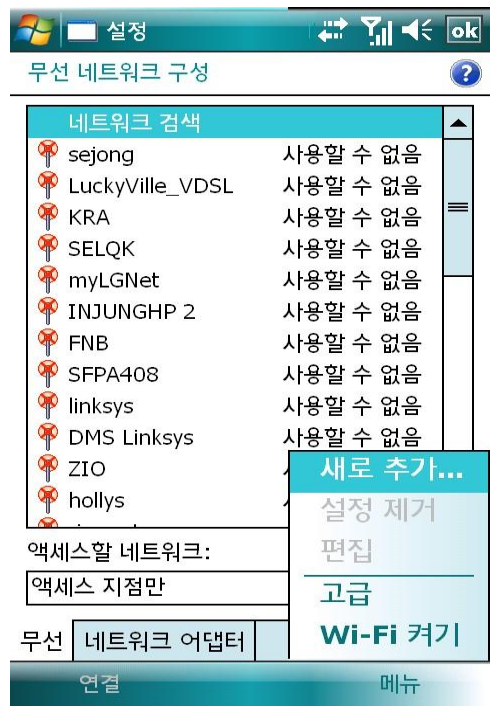 설정
ok
무선 네트워크 구성
?
네트워크 검색
sejong 사용할 수 없음
LuckyVille_VDSL 사용할 수 없음
KRA 사용할 수 없음
SELQK 사용할 수 없음
myLGNet 사용할 수 없음
INJUNGHP 2 사용할 수 없음
FNB 사용할 수 없음
SFPA408 사용할 수 없음
linksys 사용할 수 없음
DMS Linksys 사용할 수 없음
ZIO
hollys
새로 추가...
설정 제거
편집
고급
Wi-Fi 켜기
액세스할 네트워크:
액세스 지점만
무선 네트워크 어댑터
연결 메뉴